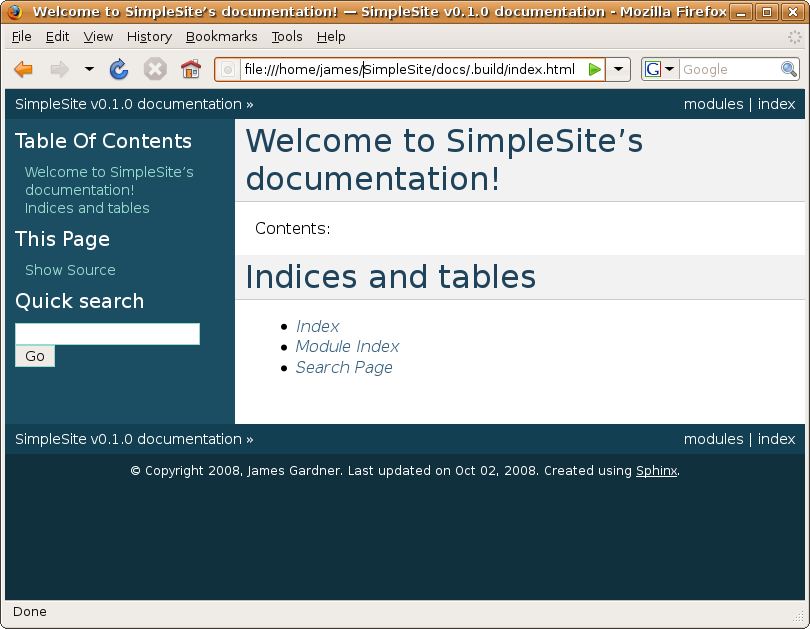 Welcome to SimpleSite’s documentation! — SimpleSite v0.1.0 documentation - Mozilla Firefox
File Edit View History Bookmarks Tools Help
file:///home/james/SimpleSite/docs/.build/index.html
G Google
SimpleSite v0.1.0 documentation »
modules | index
Table Of Contents
Welcome to SimpleSite’s
documentation!
Indices and tables
This Page
Show Source
Quick search
Go
Welcome to SimpleSite’s
documentation!
Contents:
Indices and tables
Index
Module Index
Search Page
SimpleSite v0.1.0 documentation »
modules | index
© Copyright 2008, James Gardner. Last updated on Oct 02, 2008. Created using Sphinx.
Done